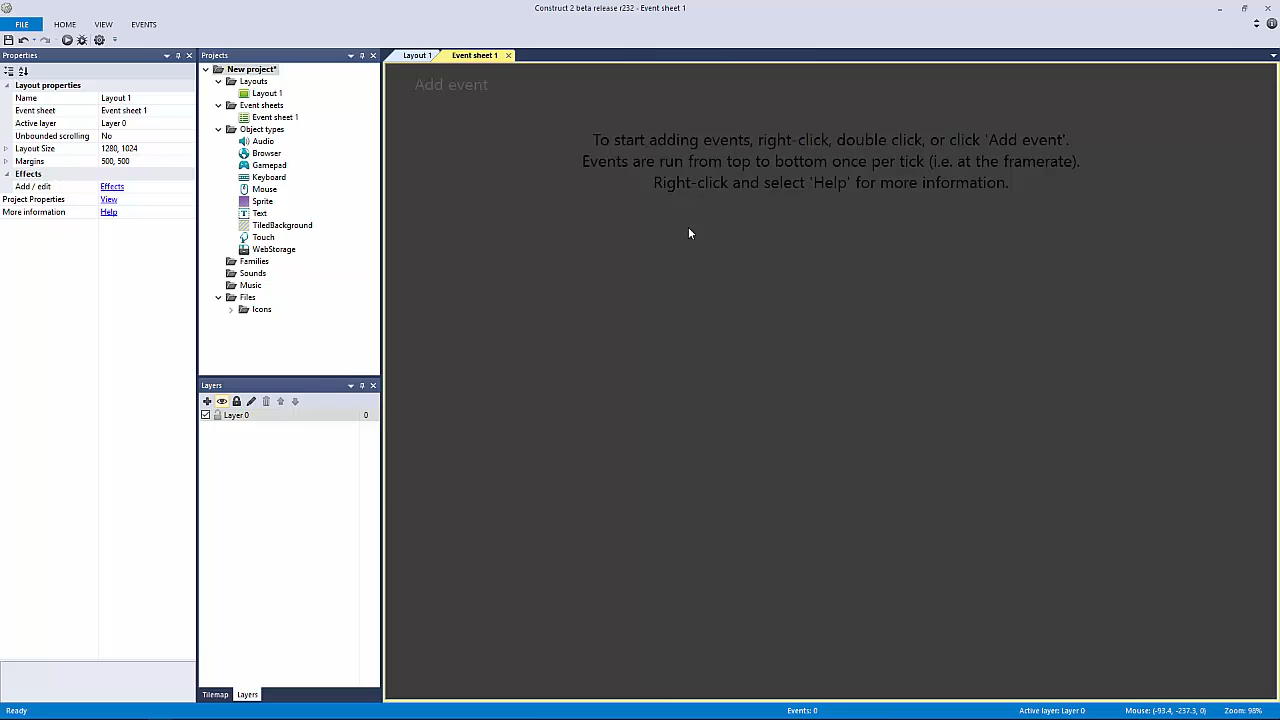 Construct 2 beta release r232 - Event sheet 1
FILE HOME VIEW EVENTS
Properties
Layout properties
Name Layout 1
Event sheet Event sheet 1
Active layer Layer 0
Unbounded scrolling No
Layout Size 1280, 1024
Margins 500, 500
Effects
Add / edit Effects
Project Properties View
More information Help
Projects
New project*
Layouts
Layout 1
Event sheets
Event sheet 1
Object types
Audio
Browser
Gamepad
Keyboard
Mouse
Sprite
Text
TiledBackground
Touch
WebStorage
Families
Sounds
Music
Files
Icons
Layers
Layer 0 0
Tilemap Layers
Layout 1 Event sheet 1
Add event
To start adding events, right-click, double click, or click 'Add event'.
Events are run from top to bottom once per tick (i.e. at the framerate).
Right-click and select 'Help' for more information.
Ready Events: 0 Active layer: Layer 0 Mouse: (-93.4, -237.3, 0) Zoom: 98%